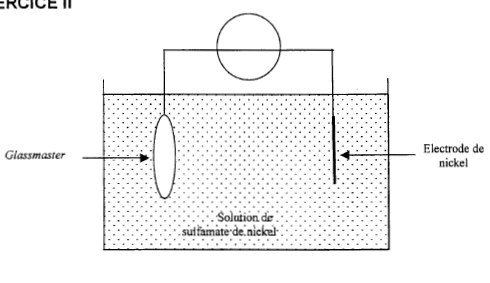 ERCICE II
Glassmaster
Electrode de
nickel
Solution de
sulfamate de nickel